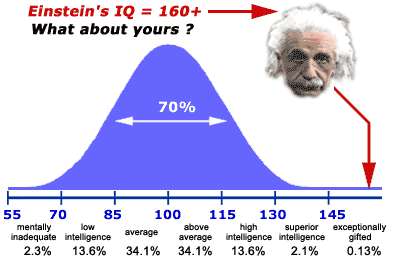 Einstein's IQ = 160+
What about yours ?
70%
55 70 85 100 115 130 145
mentally inadequate low intelligence average above average high intelligence superior intelligence exceptionally gifted
2.3% 13.6% 34.1% 34.1% 13.6% 2.1% 0.13%